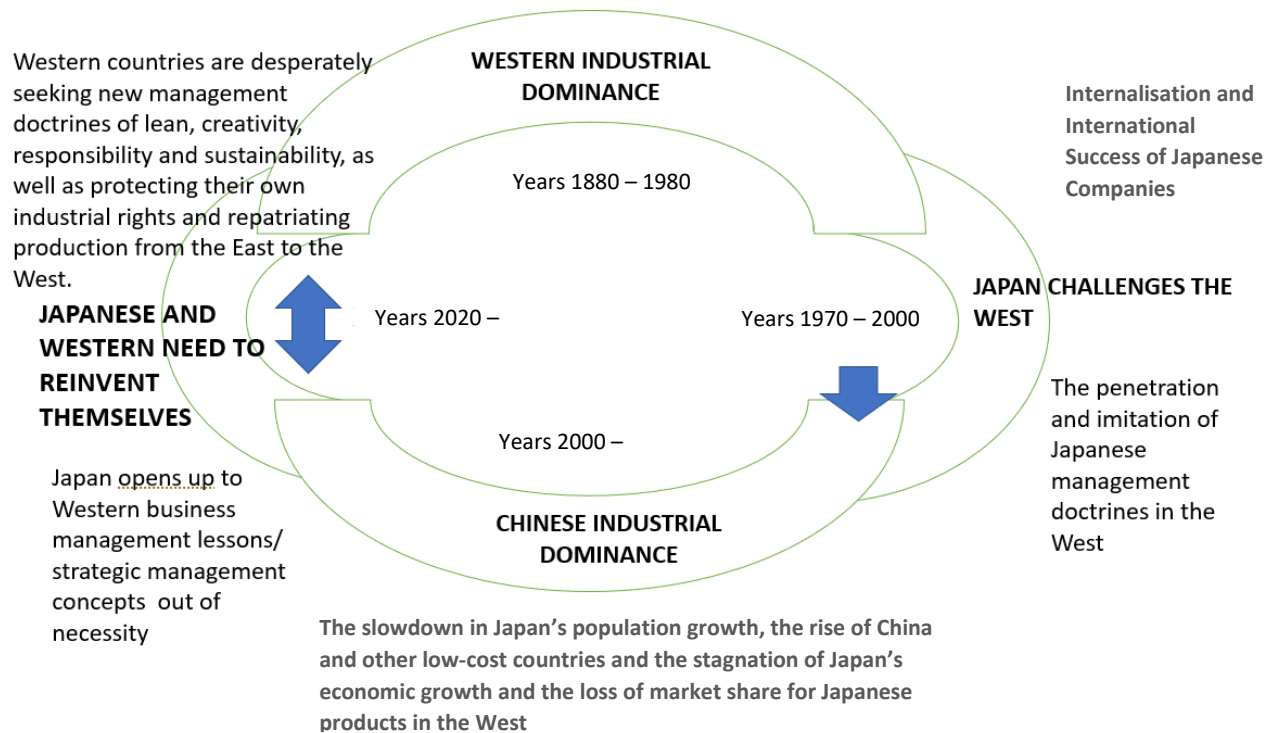 Western countries are desperately
seeking new management
doctrines of lean, creativity,
responsibility and sustainability, as
well as protecting their own
industrial rights and repatriating
production from the East to the
West.
WESTERN INDUSTRIAL
DOMINANCE
Years 1880 – 1980
Internalisation and
International
Success of Japanese
Companies
JAPANESE AND
WESTERN NEED TO
REINVENT
THEMSELVES
Years 2020 –
Years 1970 – 2000
JAPAN CHALLENGES THE
WEST
The penetration
and imitation of
Japanese
management
doctrines in the
West
Years 2000 –
CHINESE INDUSTRIAL
DOMINANCE
Japan opens up to
Western business
management lessons/
strategic management
concepts  out of
necessity
The slowdown in Japan’s population growth, the rise of China
and other low-cost countries and the stagnation of Japan’s
economic growth and the loss of market share for Japanese
products in the West